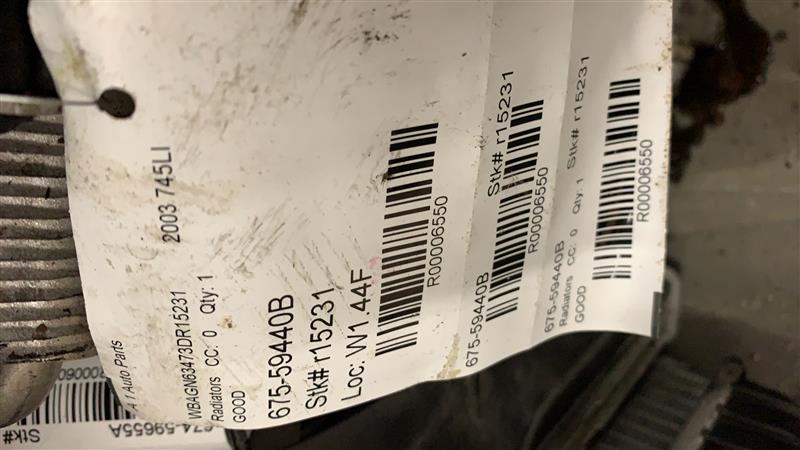 A 1 Auto Parts
2003 745LI
WBAGN63473DR15231
Radiators CC: 0 Qty: 1
GOOD
675-59440B
Stk# r15231
Loc: W1.44F
R00006550
675-59440B
Stk# r15231
R00006550
675-59440B Stk# r15231
Radiators CC: 0 Qty: 1
GOOD
R00006550
674-59655A
Stk#